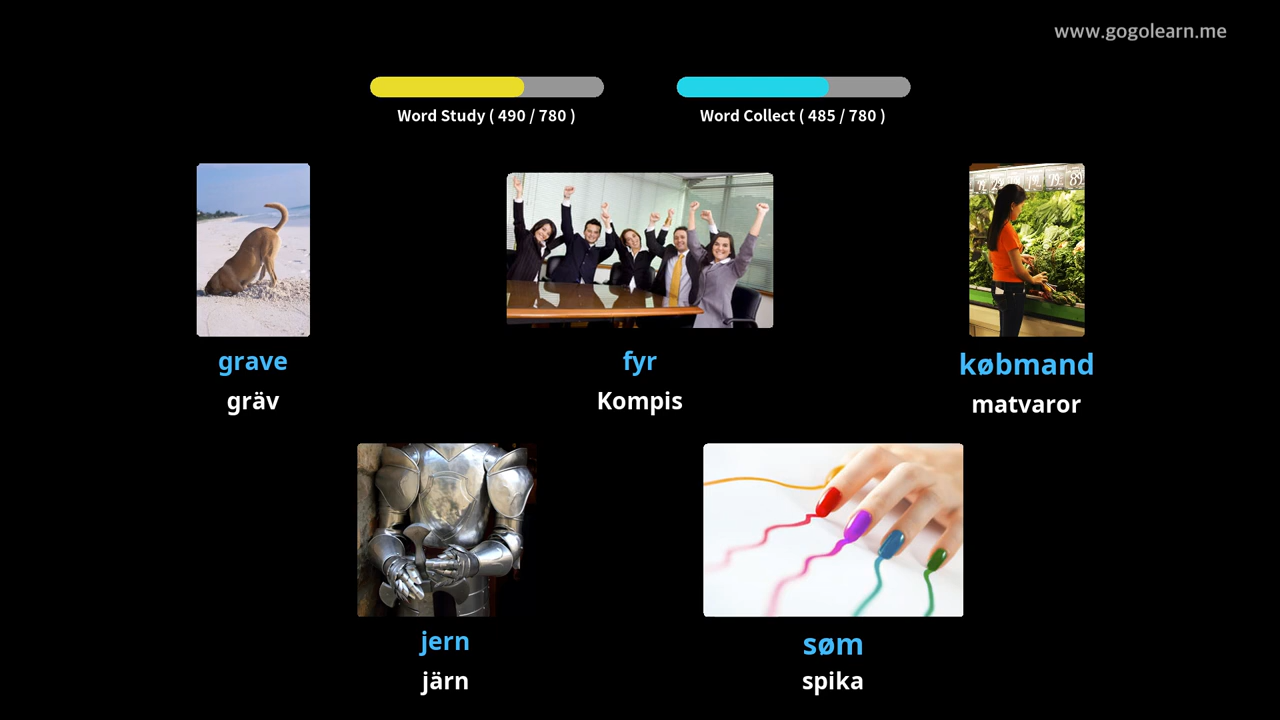 www.gogolearn.me
Word Study ( 490 / 780 )
Word Collect ( 485 / 780 )
grave
gräv
fyr
Kompis
købmand
matvaror
jern
järn
søm
spika